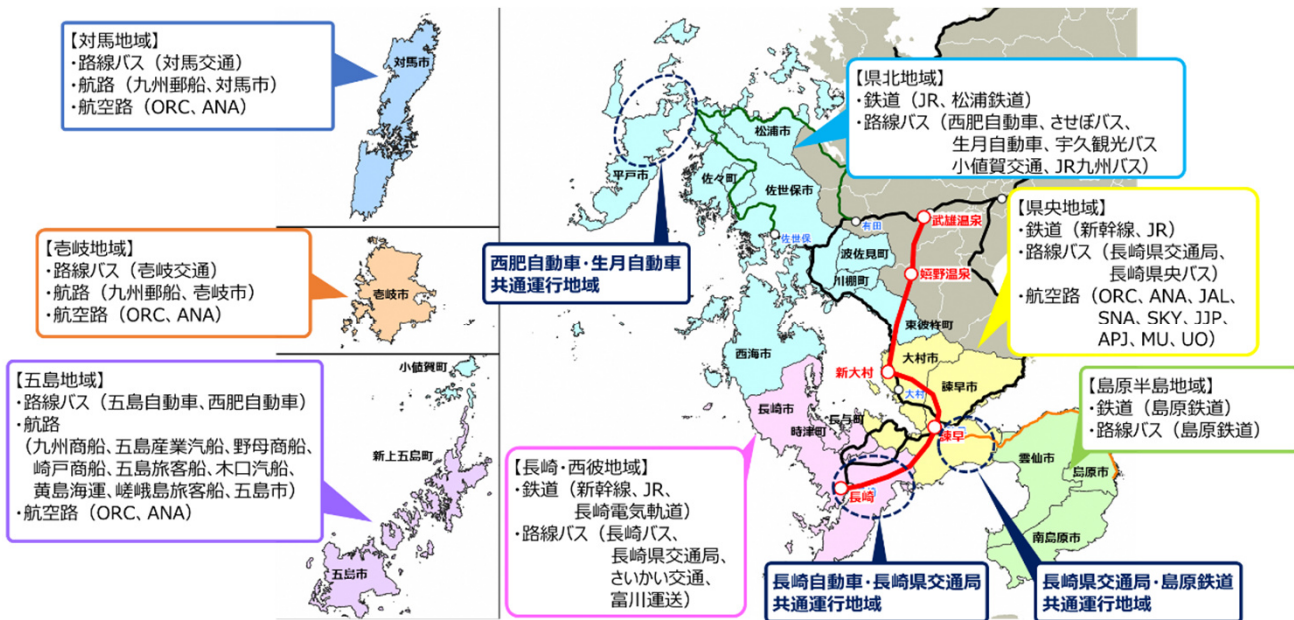 【対馬地域】
・路線バス（対馬交通）
・航路（九州郵船、対馬市）
・航空路（ORC、ANA）
対馬市
【壱岐地域】
・路線バス（壱岐交通）
・航路（九州郵船、壱岐市）
・航空路（ORC、ANA）
壱岐市
【五島地域】
・路線バス（五島自動車、西肥自動車）
・航路
（九州商船、五島産業汽船、野母商船、
崎戸商船、五島旅客船、木口汽船、
黄島海運、嵯峨島旅客船、五島市）
・航空路（ORC、ANA）
小値賀町
新上五島町
五島市
【県北地域】
・鉄道（JR、松浦鉄道）
・路線バス（西肥自動車、させぼバス、
生月自動車、宇久観光バス
小値賀交通、JR九州バス）
松浦市
平戸市
佐々町
佐世保市
佐世保
有田
武雄温泉
嬉野温泉
波佐見町
川棚町
東彼杵町
西肥自動車・生月自動車
共通運行地域
【県央地域】
・鉄道（新幹線、JR）
・路線バス（長崎県交通局、
長崎県央バス）
・航空路（ORC、ANA、JAL、
SNA、SKY、JJP、
APJ、MU、UO）
西海市
大村市
新大村
大村
諫早市
諫早
長崎市
時津町
長与町
長崎
【島原半島地域】
・鉄道（島原鉄道）
・路線バス（島原鉄道）
雲仙市
島原市
南島原市
【長崎・西彼地域】
・鉄道（新幹線、JR、
長崎電気軌道）
・路線バス（長崎バス、
長崎県交通局、
さいかい交通、
富川運送）
長崎自動車・長崎県交通局
共通運行地域
長崎県交通局・島原鉄道
共通運行地域